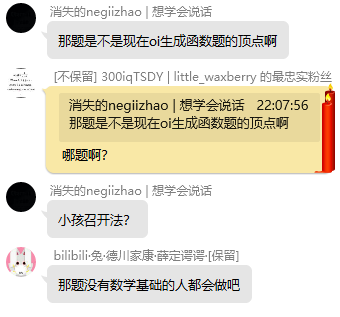 消失的negiizhao | 想学会说话
那题是不是现在oi生成函数题的顶点啊
[不保留] 300iqTSDY | little_waxberry 的最忠实粉丝
消失的negiizhao | 想学会说话 22:07:56
那题是不是现在oi生成函数题的顶点啊
哪题啊?
消失的negiizhao | 想学会说话
小孩召开法?
bilibili·兔·德川家康·薛定谔谔·[保留]
那题没有数学基础的人都会做吧